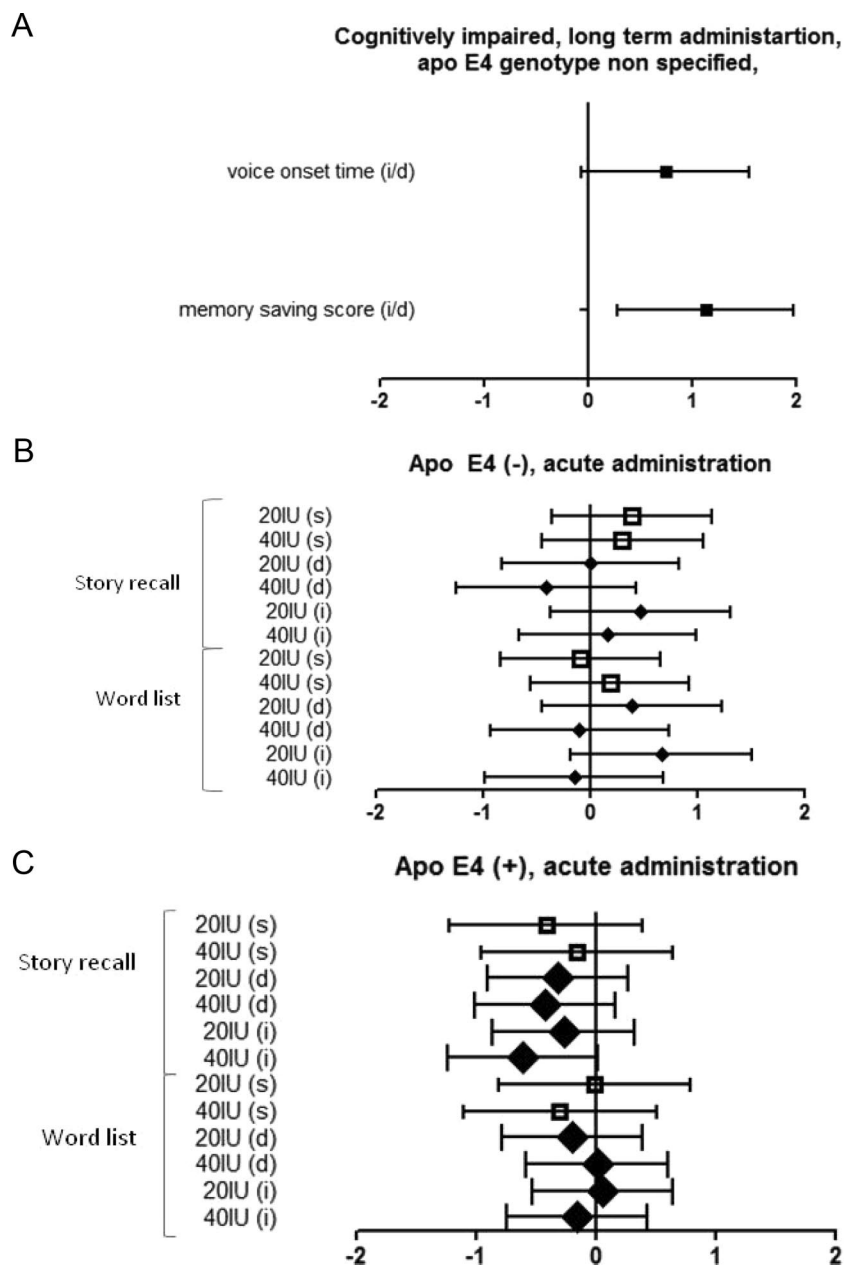 A
Cognitively impaired, long term administartion,
apo E4 genotype non specified,
voice onset time (i/d)
memory saving score (i/d)
-2 -1 0 1 2
B
Apo E4 (-), acute administration
Story recall
20IU (s)
40IU (s)
20IU (d)
40IU (d)
20IU (i)
40IU (i)
Word list
20IU (s)
40IU (s)
20IU (d)
40IU (d)
20IU (i)
40IU (i)
-2 -1 0 1 2
C
Apo E4 (+), acute administration
Story recall
20IU (s)
40IU (s)
20IU (d)
40IU (d)
20IU (i)
40IU (i)
Word list
20IU (s)
40IU (s)
20IU (d)
40IU (d)
20IU (i)
40IU (i)
-2 -1 0 1 2